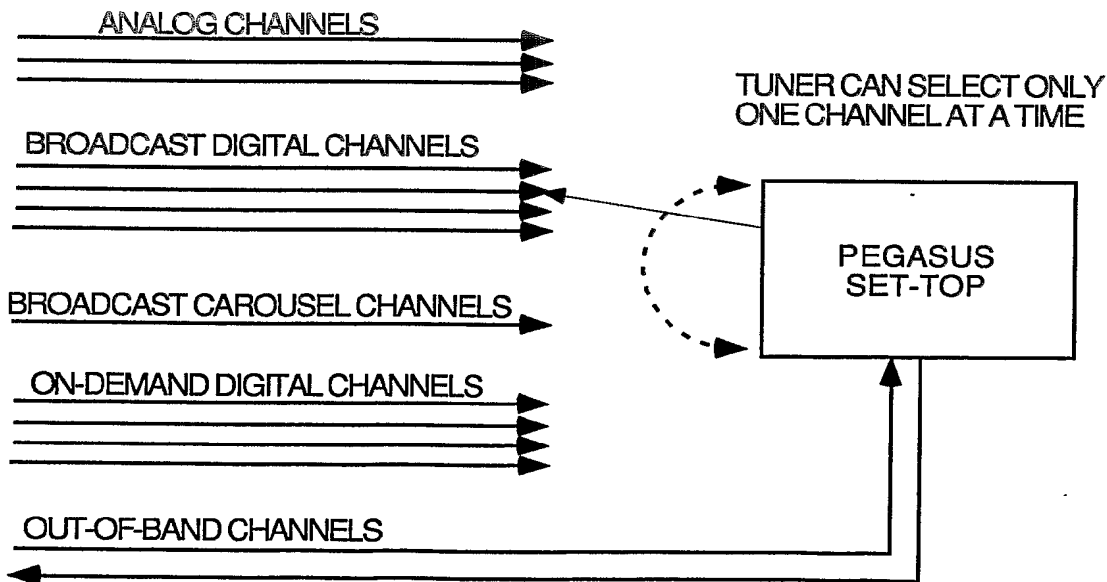 ANALOG CHANNELS
TUNER CAN SELECT ONLY
ONE CHANNEL AT A TIME
BROADCAST DIGITAL CHANNELS
PEGASUS
SET-TOP
BROADCAST CAROUSEL CHANNELS
ON-DEMAND DIGITAL CHANNELS
OUT-OF-BAND CHANNELS